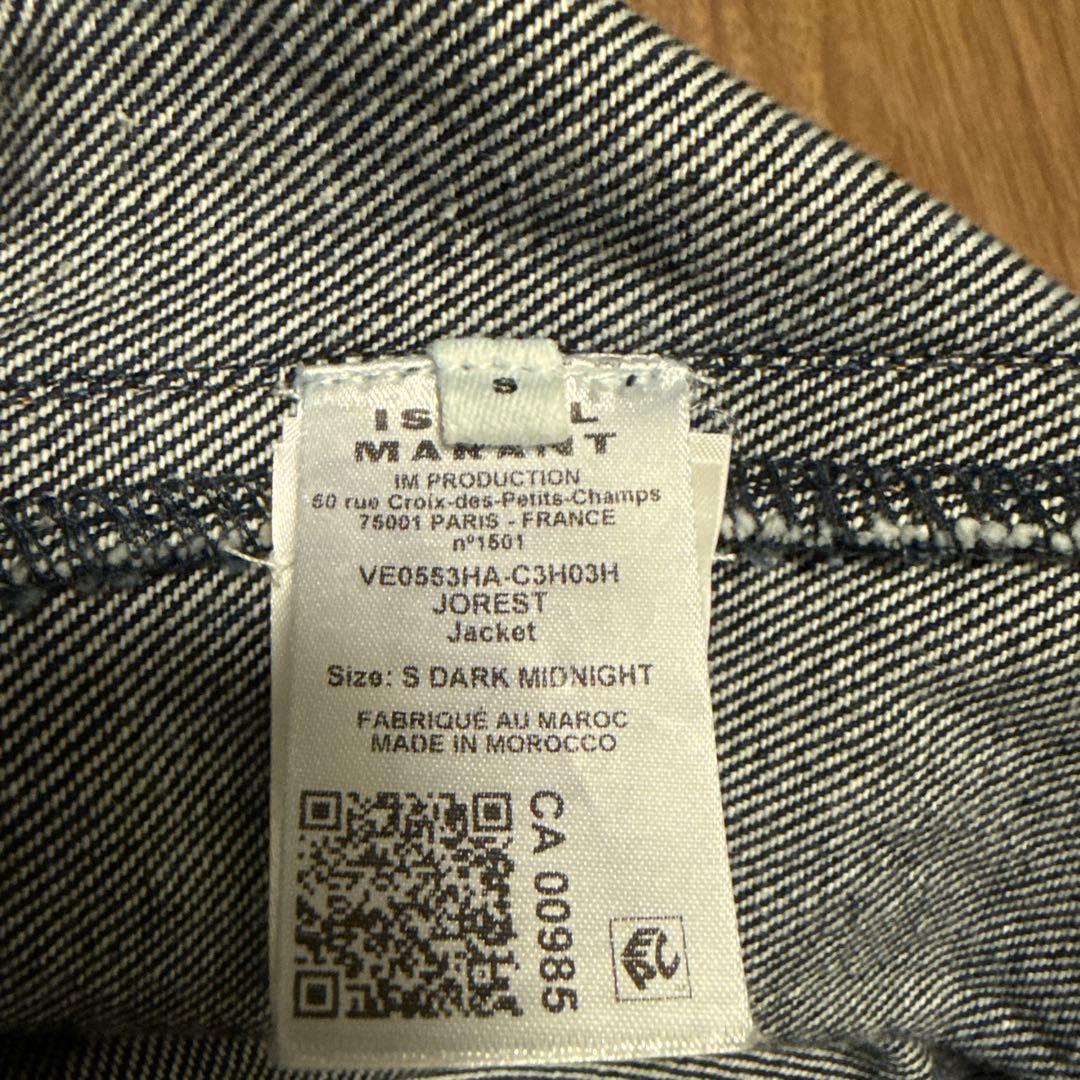 S
MARANT
IM PRODUCTION
50 rue Croix-des-Petits-Champs
75001 PARIS - FRANCE
n°1501
VE0553HA-C3H03H
JOREST
Jacket
Size: S DARK MIDNIGHT
FABRIQUÉ AU MAROC
MADE IN MOROCCO
CA 00985